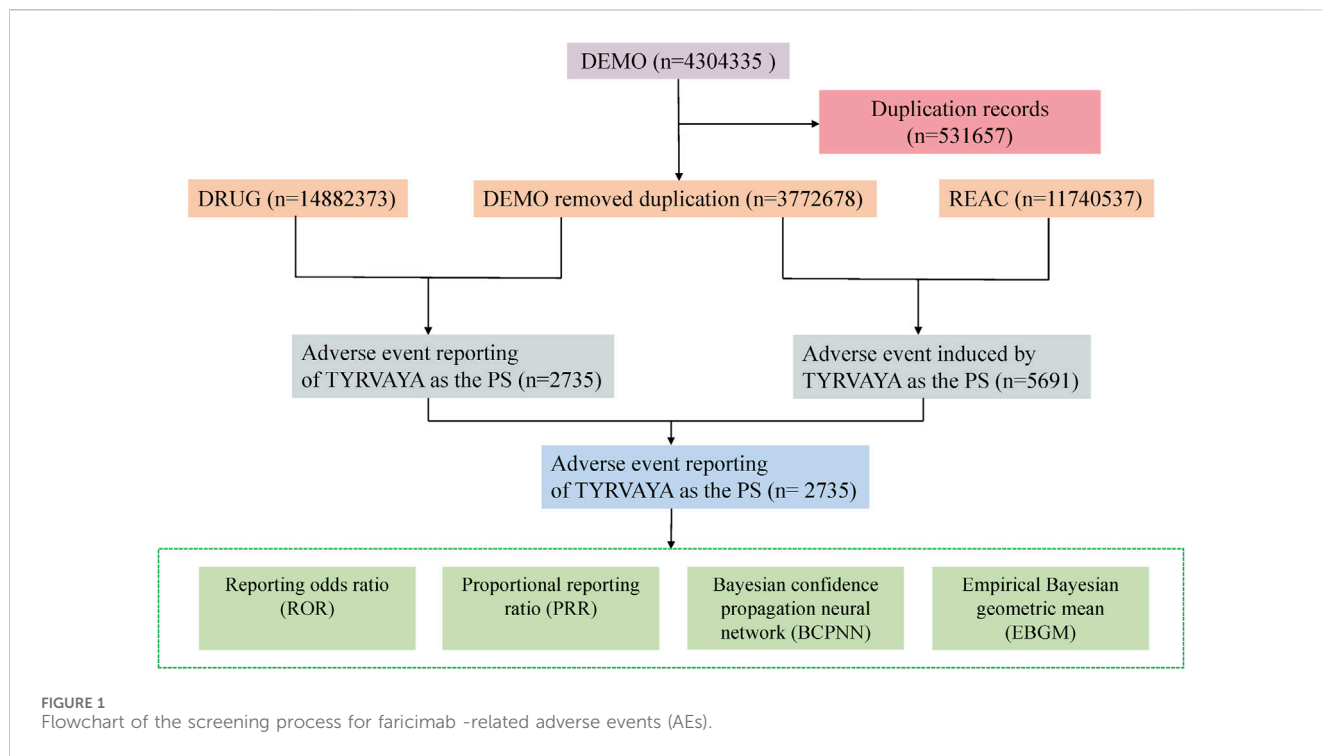 DEMO (n=4304335 )
Duplication records
(n=531657)
DRUG (n=14882373)
DEMO removed duplication (n=3772678)
REAC (n=11740537)
Adverse event reporting
of TYRVAYA as the PS (n=2735)
Adverse event induced by
TYRVAYA as the PS (n=5691)
Adverse event reporting
of TYRVAYA as the PS (n= 2735)
Reporting odds ratio
(ROR)
Proportional reporting
ratio (PRR)
Bayesian confidence
propagation neural
network (BCPNN)
Empirical Bayesian
geometric mean
(EBGM)
FIGURE 1
Flowchart of the screening process for faricimab -related adverse events (AEs).